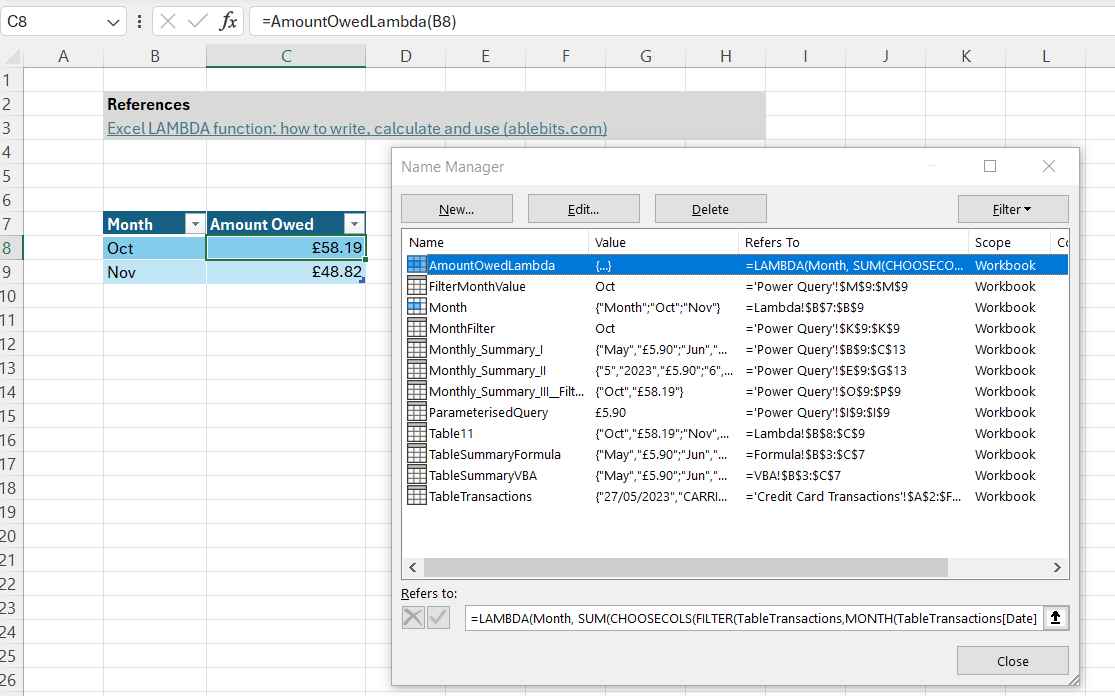 C8 fx =AmountOwedLambda(B8)
A B C D E F G H I J K L
1
2 References
3 Excel LAMBDA function: how to write, calculate and use (ablebits.com)
4
5
6
7 Month Amount Owed
8 Oct £58.19
9 Nov £48.82
10
11
12
13
14
15
16
17
18
19
20
21
22
23
24
25
26
Name Manager
New... Edit... Delete Filter
Name Value Refers To Scope
AmountOwedLambda {...} =LAMBDA(Month, SUM(CHOOSECO... Workbook
FilterMonthValue Oct ='Power Query'!$M$9:$M$9 Workbook
Month {"Month";"Oct";"Nov"} =Lambda!$B$7:$B$9 Workbook
MonthFilter Oct ='Power Query'!$K$9:$K$9 Workbook
Monthly_Summary_I {"May","£5.90";"Jun","... ='Power Query'!$B$9:$C$13 Workbook
Monthly_Summary_II {"5","2023","£5.90";"6",... ='Power Query'!$E$9:$G$13 Workbook
Monthly_Summary_III__Filt... {"Oct","£58.19"} ='Power Query'!$O$9:$P$9 Workbook
ParameterisedQuery £5.90 ='Power Query'!$I$9:$I$9 Workbook
Table11 {"Oct","£58.19";"Nov",... =Lambda!$B$8:$C$9 Workbook
TableSummaryFormula {"May","£5.90";"Jun","... =Formula!$B$3:$C$7 Workbook
TableSummaryVBA {"May","£5.90";"Jun","... =VBA!$B$3:$C$7 Workbook
TableTransactions {"27/05/2023","CARRI... ='Credit Card Transactions'!$A$2:$F... Workbook
Refers to:
=LAMBDA(Month, SUM(CHOOSECOLS(FILTER(TableTransactions,MONTH(TableTransactions[Date]
Close